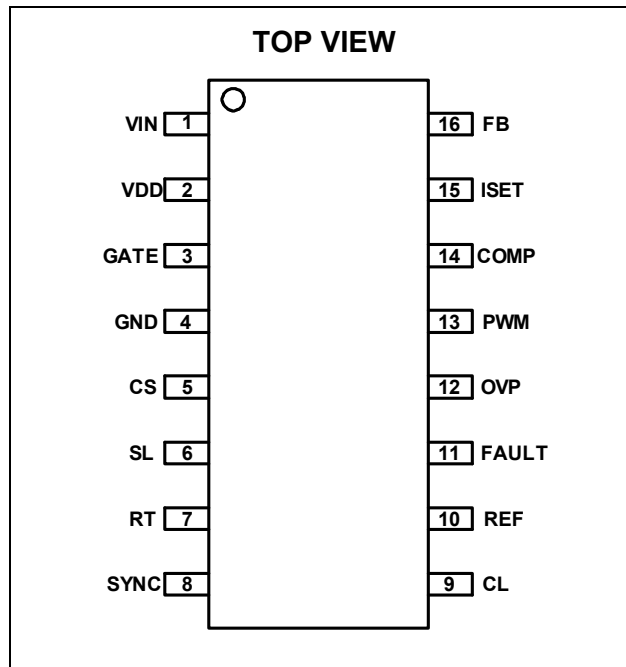 TOP VIEW
VIN 1 16 FB
VDD 2 15 ISET
GATE 3 14 COMP
GND 4 13 PWM
CS 5 12 OVP
SL 6 11 FAULT
RT 7 10 REF
SYNC 8 9 CL